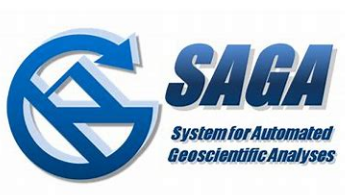 SAGA
System for Automated
Geoscientific Analyses